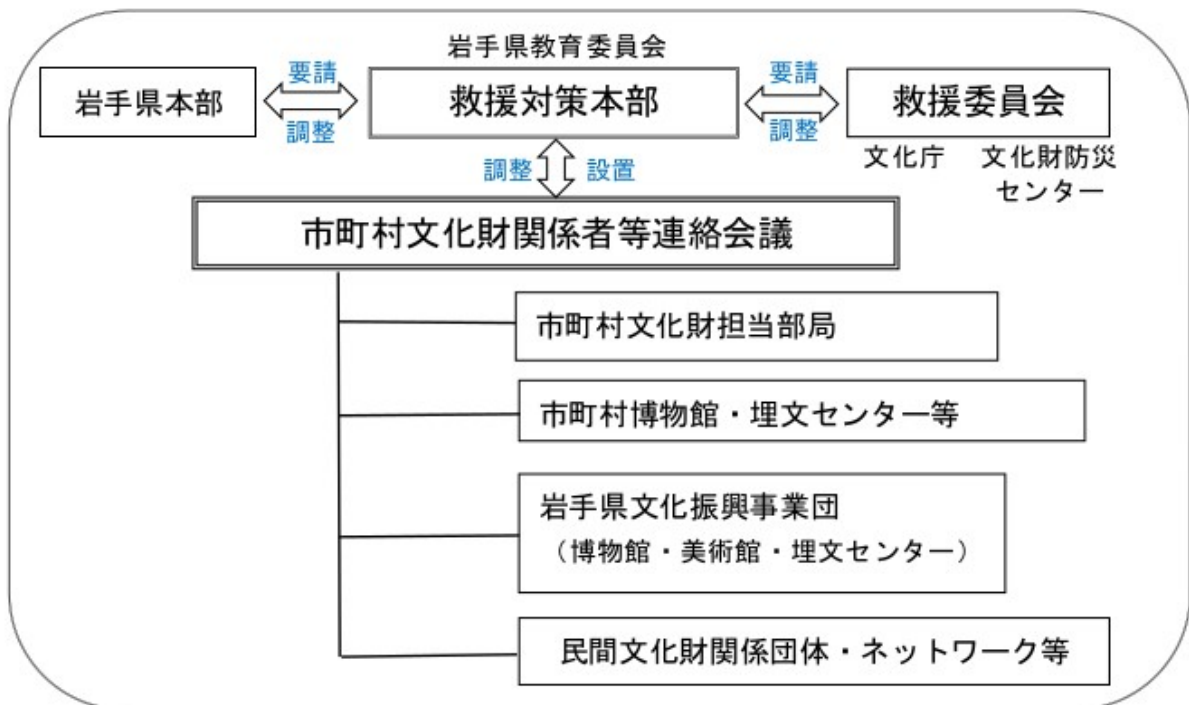 岩手県教育委員会
岩手県本部
要請
調整
救援対策本部
要請
調整
救援委員会
文化庁
文化財防災
センター
調整
設置
市町村文化財関係者等連絡会議
市町村文化財担当部局
市町村博物館・埋文センター等
岩手県文化振興事業団
（博物館・美術館・埋文センター）
民間文化財関係団体・ネットワーク等